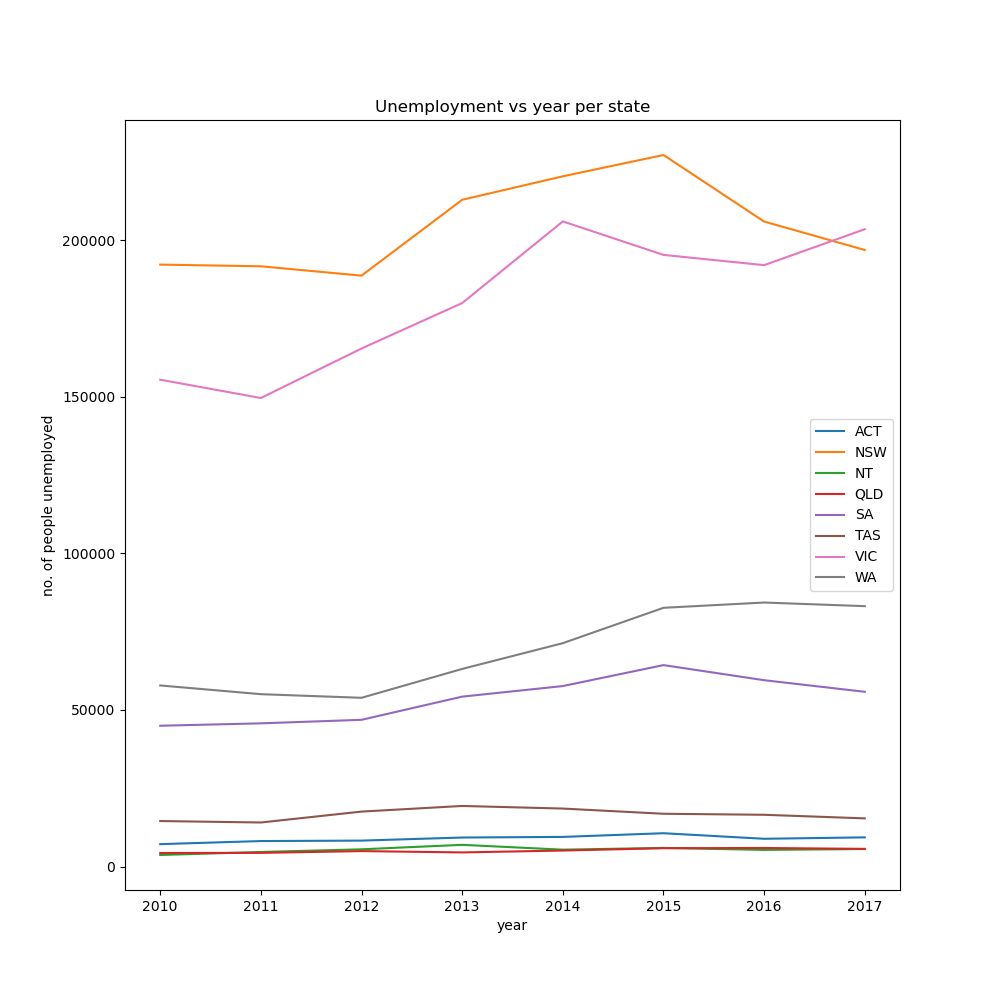 Unemployment vs year per state
200000
150000
100000
50000
0
no. of people unemployed
ACT
NSW
NT
QLD
SA
TAS
VIC
WA
2010 2011 2012 2013 2014 2015 2016 2017
year